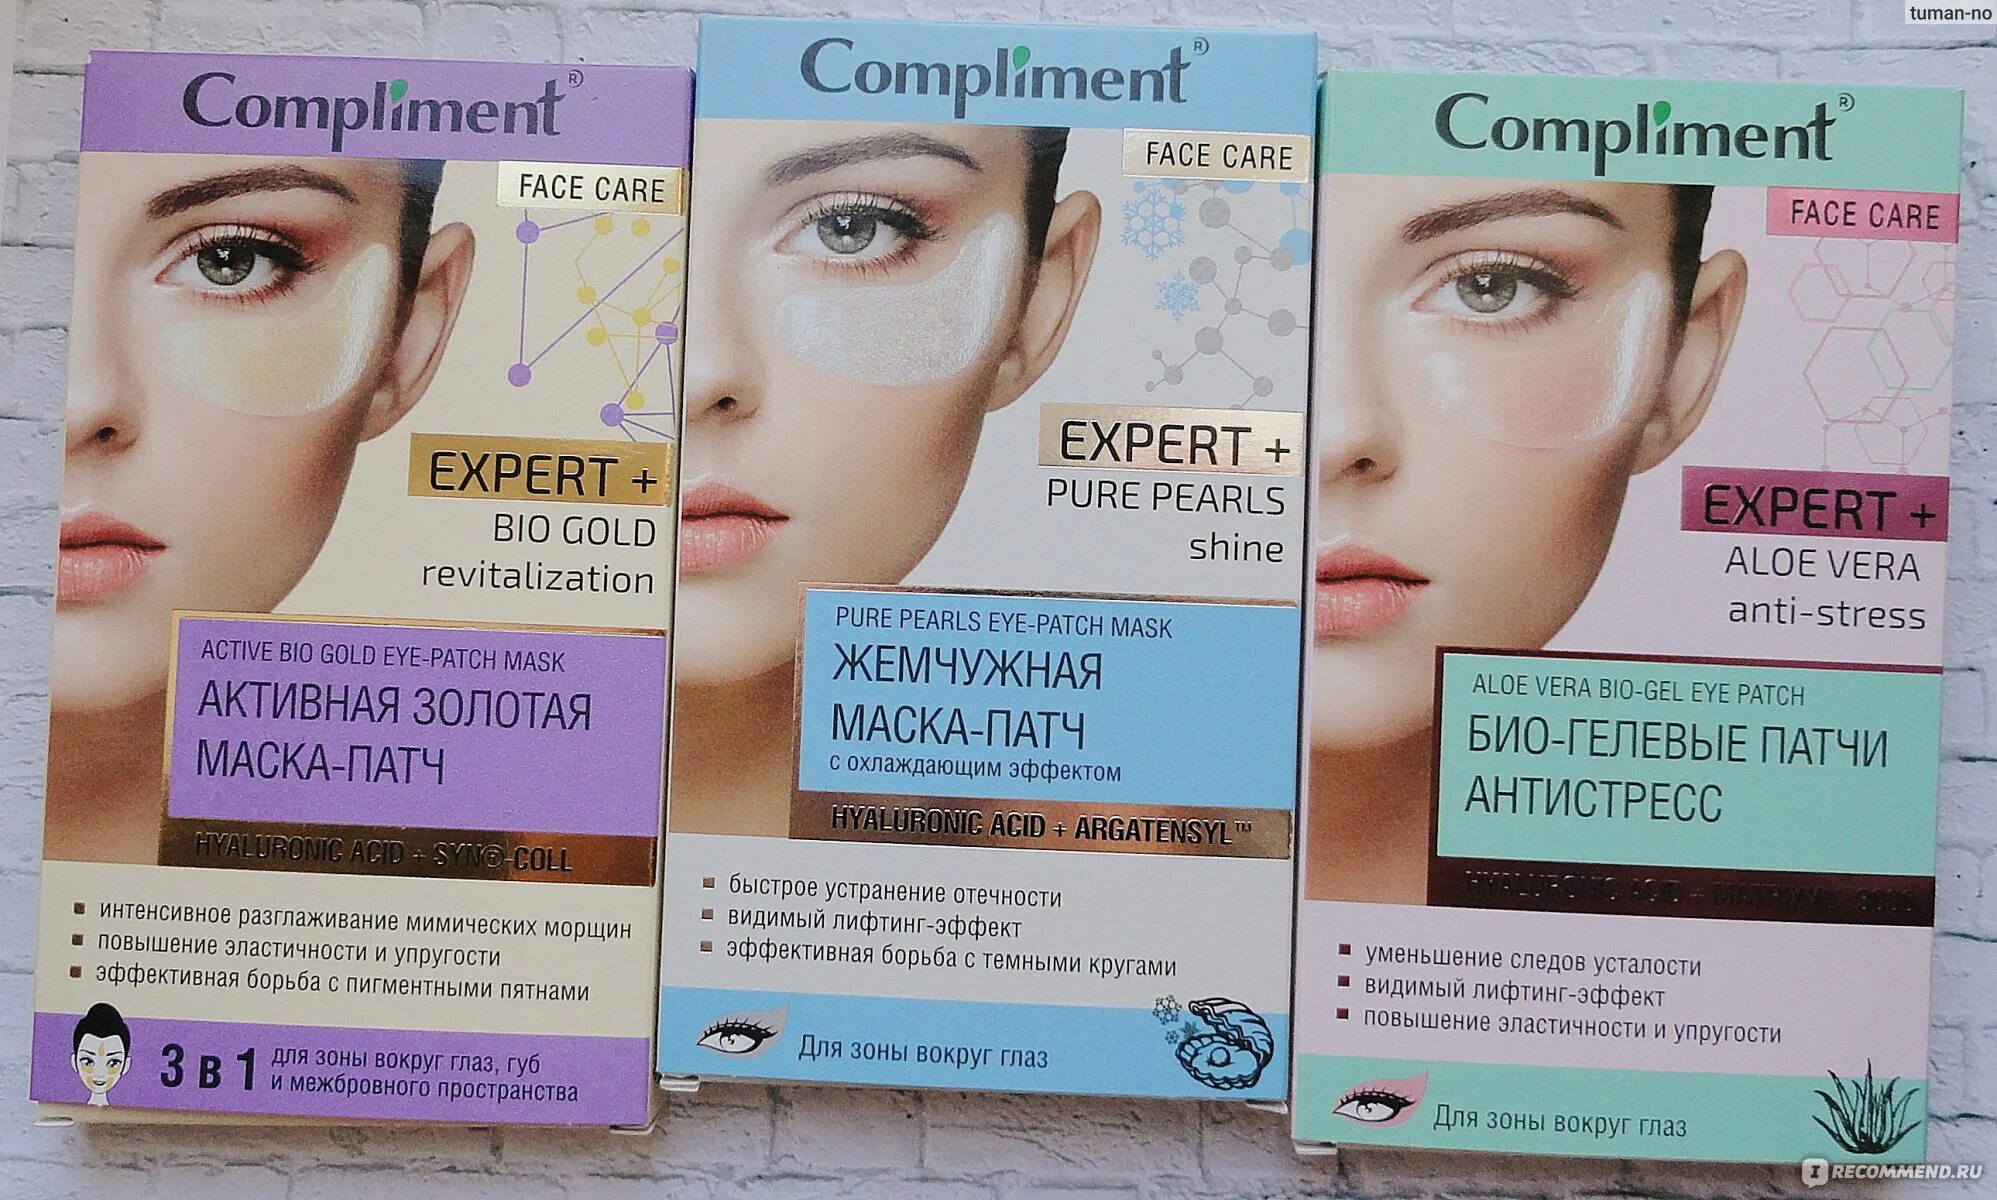 tuman-no
Compliment®
FACE CARE
EXPERT +
BIO GOLD
revitalization
ACTIVE BIO GOLD EYE-PATCH MASK
АКТИВНАЯ ЗОЛОТАЯ
МАСКА-ПАТЧ
HYALURONIC ACID + SYN®-COLL
интенсивное разглаживание мимических морщин
повышение эластичности и упругости
эффективная борьба с пигментными пятнами
3 в 1
для зоны вокруг глаз, губ
и межбровного пространства
Compliment®
FACE CARE
EXPERT +
PURE PEARLS
shine
PURE PEARLS EYE-PATCH MASK
ЖЕМЧУЖНАЯ
МАСКА-ПАТЧ
с охлаждающим эффектом
HYALURONIC ACID + ARGATENSYL™
быстрое устранение отечности
видимый лифтинг-эффект
эффективная борьба с темными кругами
Для зоны вокруг глаз
Compliment®
FACE CARE
EXPERT +
ALOE VERA
anti-stress
ALOE VERA BIO-GEL EYE PATCH
БИО-ГЕЛЕВЫЕ ПАТЧИ
АНТИСТРЕСС
HYALURONIC ACID + MATRIXYL 3000
уменьшение следов усталости
видимый лифтинг-эффект
повышение эластичности и упругости
Для зоны вокруг глаз
RECOMMEND.RU